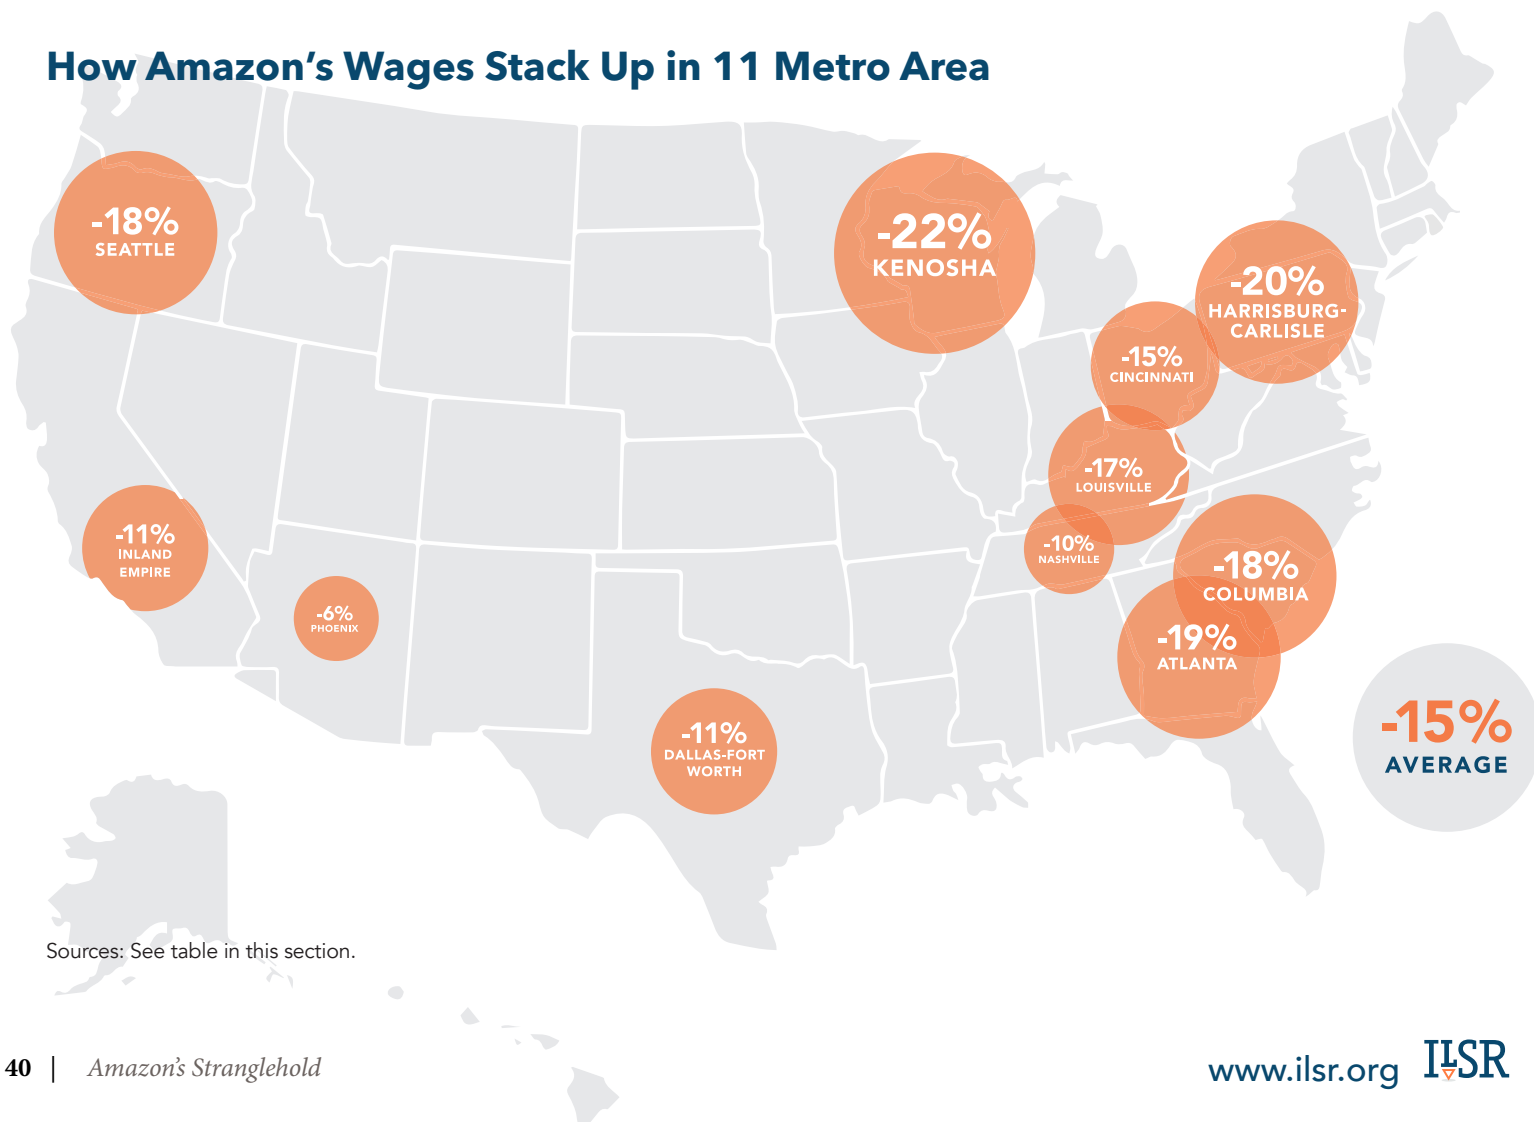 How Amazon's Wages Stack Up in 11 Metro Area
-18%
SEATTLE
-22%
KENOSHA
-20%
HARRISBURG-
CARLISLE
-15%
CINCINNATI
-17%
LOUISVILLE
-11%
INLAND
EMPIRE
-10%
NASHVILLE
-18%
COLUMBIA
-6%
PHOENIX
-19%
ATLANTA
-11%
DALLAS-FORT
WORTH
-15%
AVERAGE
Sources: See table in this section.
40 | Amazon's Stranglehold
www.ilsr.org
ILSR